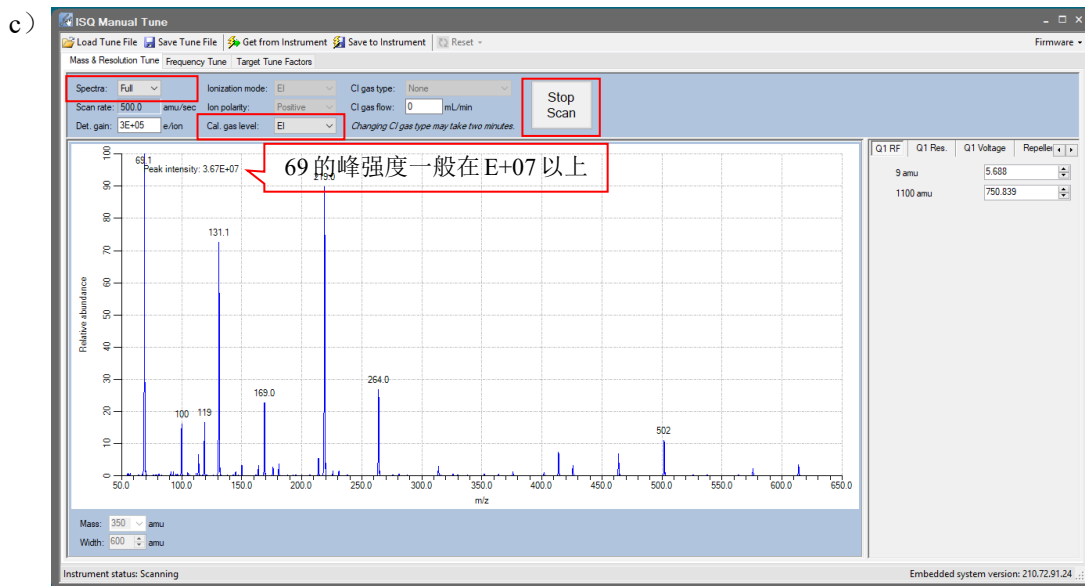 c）
ISQ Manual Tune
Load Tune File Save Tune File Get from Instrument Save to Instrument Reset Firmware
Mass & Resolution Tune Frequency Tune Target Tune Factors
Spectra: Full Ionization mode: EI CI gas type: None
Scan rate: 500.0 amu/sec Ion polarity: Positive CI gas flow: 0 mL/min
Det. gain: 3E+05 e/ion Cal. gas level: EI Changing CI gas type may take two minutes.
Stop
Scan
Q1 RF Q1 Res. Q1 Voltage Repeller
9 amu 5.688
1100 amu 750.839
69.1
Peak intensity: 3.67E+07
69的峰强度一般在E+07以上
219.0
131.1
264.0
169.0
100 119
502
Relative abundance
100
90
80
70
60
50
40
30
20
10
0
50.0 100.0 150.0 200.0 250.0 300.0 350.0 400.0 450.0 500.0 550.0 600.0 650.0
m/z
Mass: 350 amu
Width: 600 amu
Instrument status: Scanning Embedded system version: 210.72.91.24